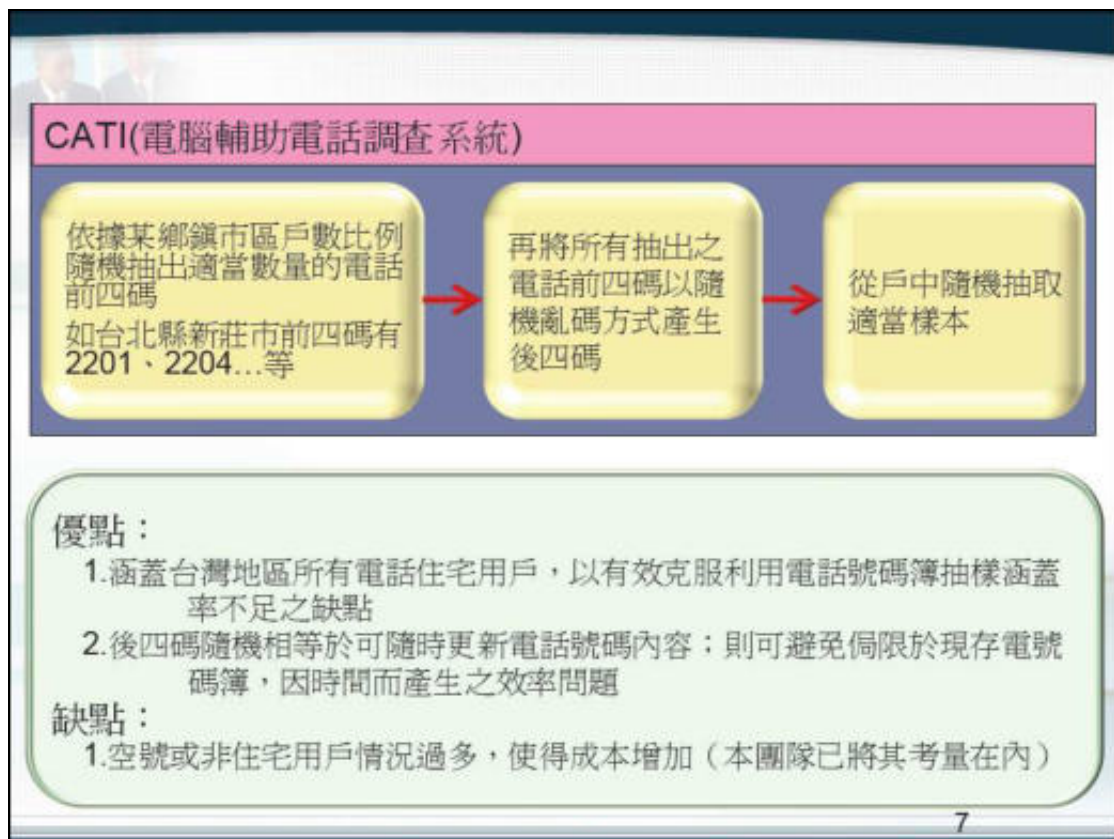 CATI(電腦輔助電話調查系統)
依據某鄉鎮市區戶數比例
隨機抽出適當數量的電話
前四碼
如台北縣新莊市前四碼有
2201、2204…等
再將所有抽出之
電話前四碼以隨
機亂碼方式產生
後四碼
從戶中隨機抽取
適當樣本
優點：
1.涵蓋台灣地區所有電話住宅用戶，以有效克服利用電話號碼簿抽樣涵蓋
率不足之缺點
2.後四碼隨機相等於可隨時更新電話號碼內容；則可避免侷限於現存電號
碼簿，因時間而產生之效率問題
缺點：
1.空號或非住宅用戶情況過多，使得成本增加（本團隊已將其考量在內）
7